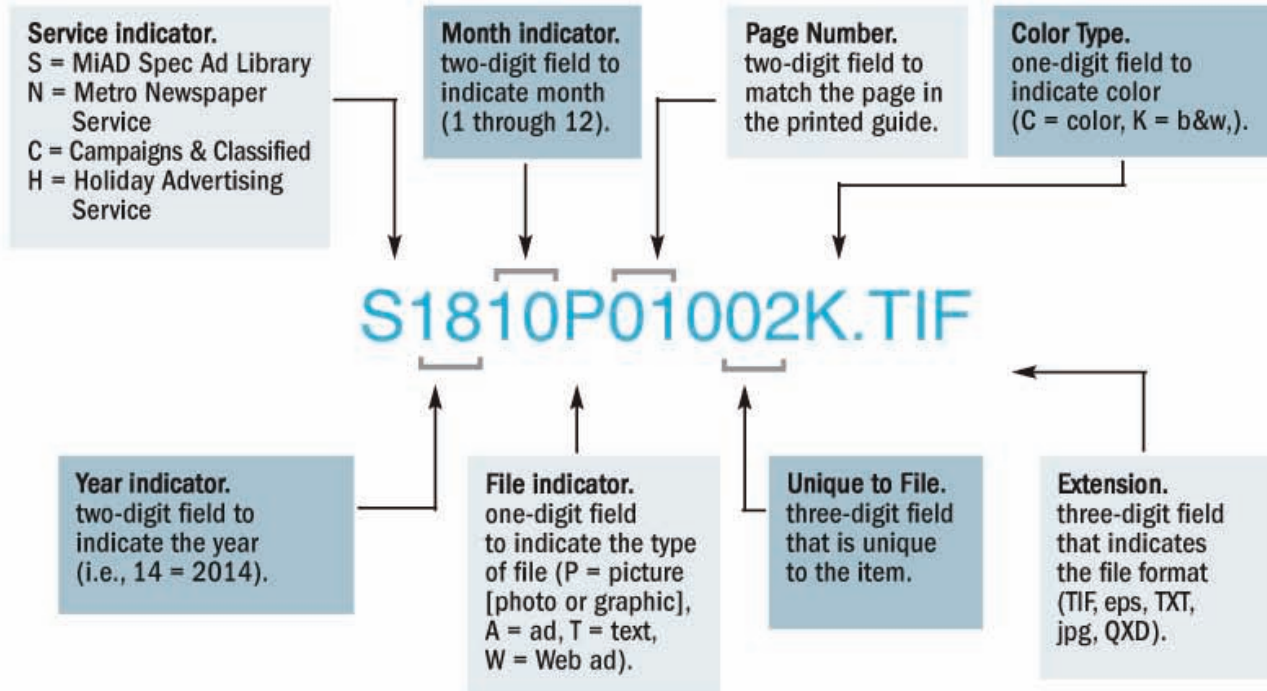 Service indicator.
S = MiAD Spec Ad Library
N = Metro Newspaper
Service
C = Campaigns & Classified
H = Holiday Advertising
Service
Month indicator.
two-digit field to
indicate month
(1 through 12).
Page Number.
two-digit field to
match the page in
the printed guide.
Color Type.
one-digit field to
indicate color
(C = color, K = b&w,).
S1810P01002K.TIF
Year indicator.
two-digit field to
indicate the year
(i.e., 14 = 2014).
File indicator.
one-digit field
to indicate the type
of file (P = picture
[photo or graphic],
A = ad, T = text,
W = Web ad).
Unique to File.
three-digit field
that is unique
to the item.
Extension.
three-digit field
that indicates
the file format
(TIF, eps, TXT,
jpg, QXD).